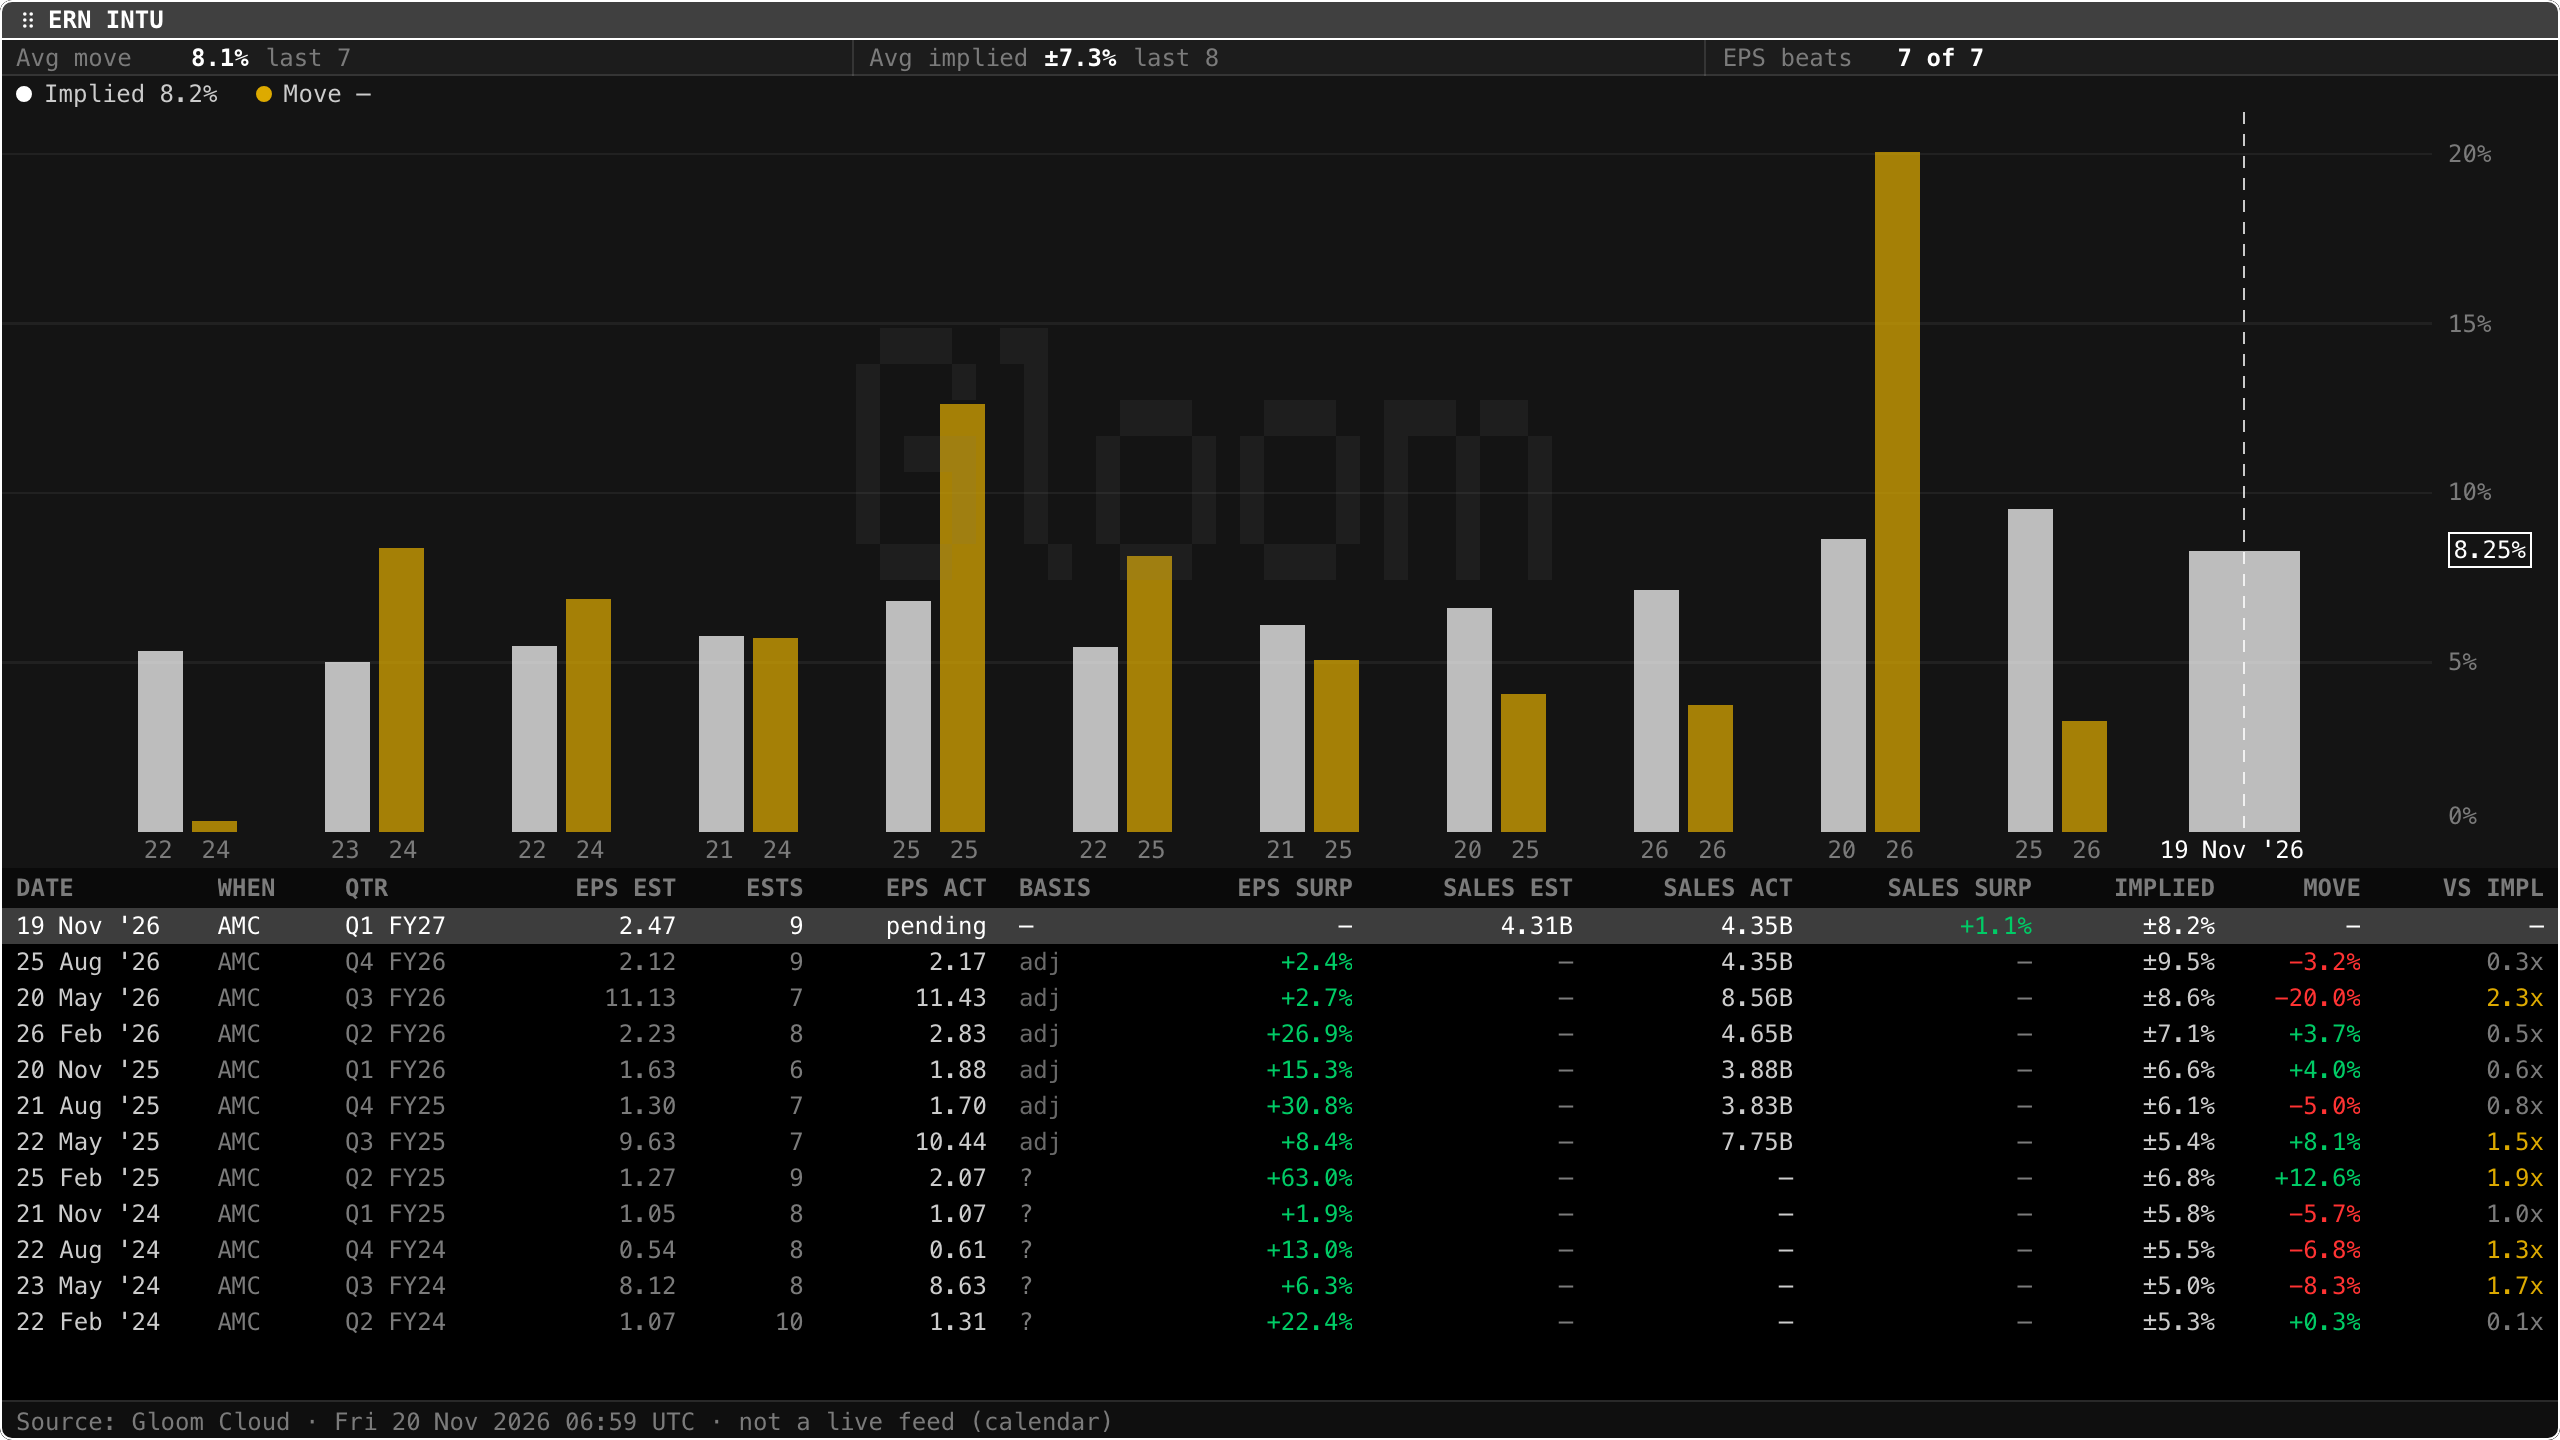 ERN INTU
Avg move 8.1% last 7 Avg implied ±7.3% last 8 EPS beats 7 of 7
Implied 8.2% Move —
20%
15%
10%
8.25%
5%
0%
Gloom
22 24 23 24 22 24 21 24 25 25 22 25 21 25 20 25 26 26 20 26 25 26 19 Nov '26
DATE WHEN QTR EPS EST ESTS EPS ACT BASIS EPS SURP SALES EST SALES ACT SALES SURP IMPLIED MOVE VS IMPL
19 Nov '26 AMC Q1 FY27 2.47 9 pending — — 4.31B 4.35B +1.1% ±8.2% — —
25 Aug '26 AMC Q4 FY26 2.12 9 2.17 adj +2.4% — 4.35B — ±9.5% −3.2% 0.3x
20 May '26 AMC Q3 FY26 11.13 7 11.43 adj +2.7% — 8.56B — ±8.6% −20.0% 2.3x
26 Feb '26 AMC Q2 FY26 2.23 8 2.83 adj +26.9% — 4.65B — ±7.1% +3.7% 0.5x
20 Nov '25 AMC Q1 FY26 1.63 6 1.88 adj +15.3% — 3.88B — ±6.6% +4.0% 0.6x
21 Aug '25 AMC Q4 FY25 1.30 7 1.70 adj +30.8% — 3.83B — ±6.1% −5.0% 0.8x
22 May '25 AMC Q3 FY25 9.63 7 10.44 adj +8.4% — 7.75B — ±5.4% +8.1% 1.5x
25 Feb '25 AMC Q2 FY25 1.27 9 2.07 ? +63.0% — — — ±6.8% +12.6% 1.9x
21 Nov '24 AMC Q1 FY25 1.05 8 1.07 ? +1.9% — — — ±5.8% −5.7% 1.0x
22 Aug '24 AMC Q4 FY24 0.54 8 0.61 ? +13.0% — — — ±5.5% −6.8% 1.3x
23 May '24 AMC Q3 FY24 8.12 8 8.63 ? +6.3% — — — ±5.0% −8.3% 1.7x
22 Feb '24 AMC Q2 FY24 1.07 10 1.31 ? +22.4% — — — ±5.3% +0.3% 0.1x
Source: Gloom Cloud · Fri 20 Nov 2026 06:59 UTC · not a live feed (calendar)